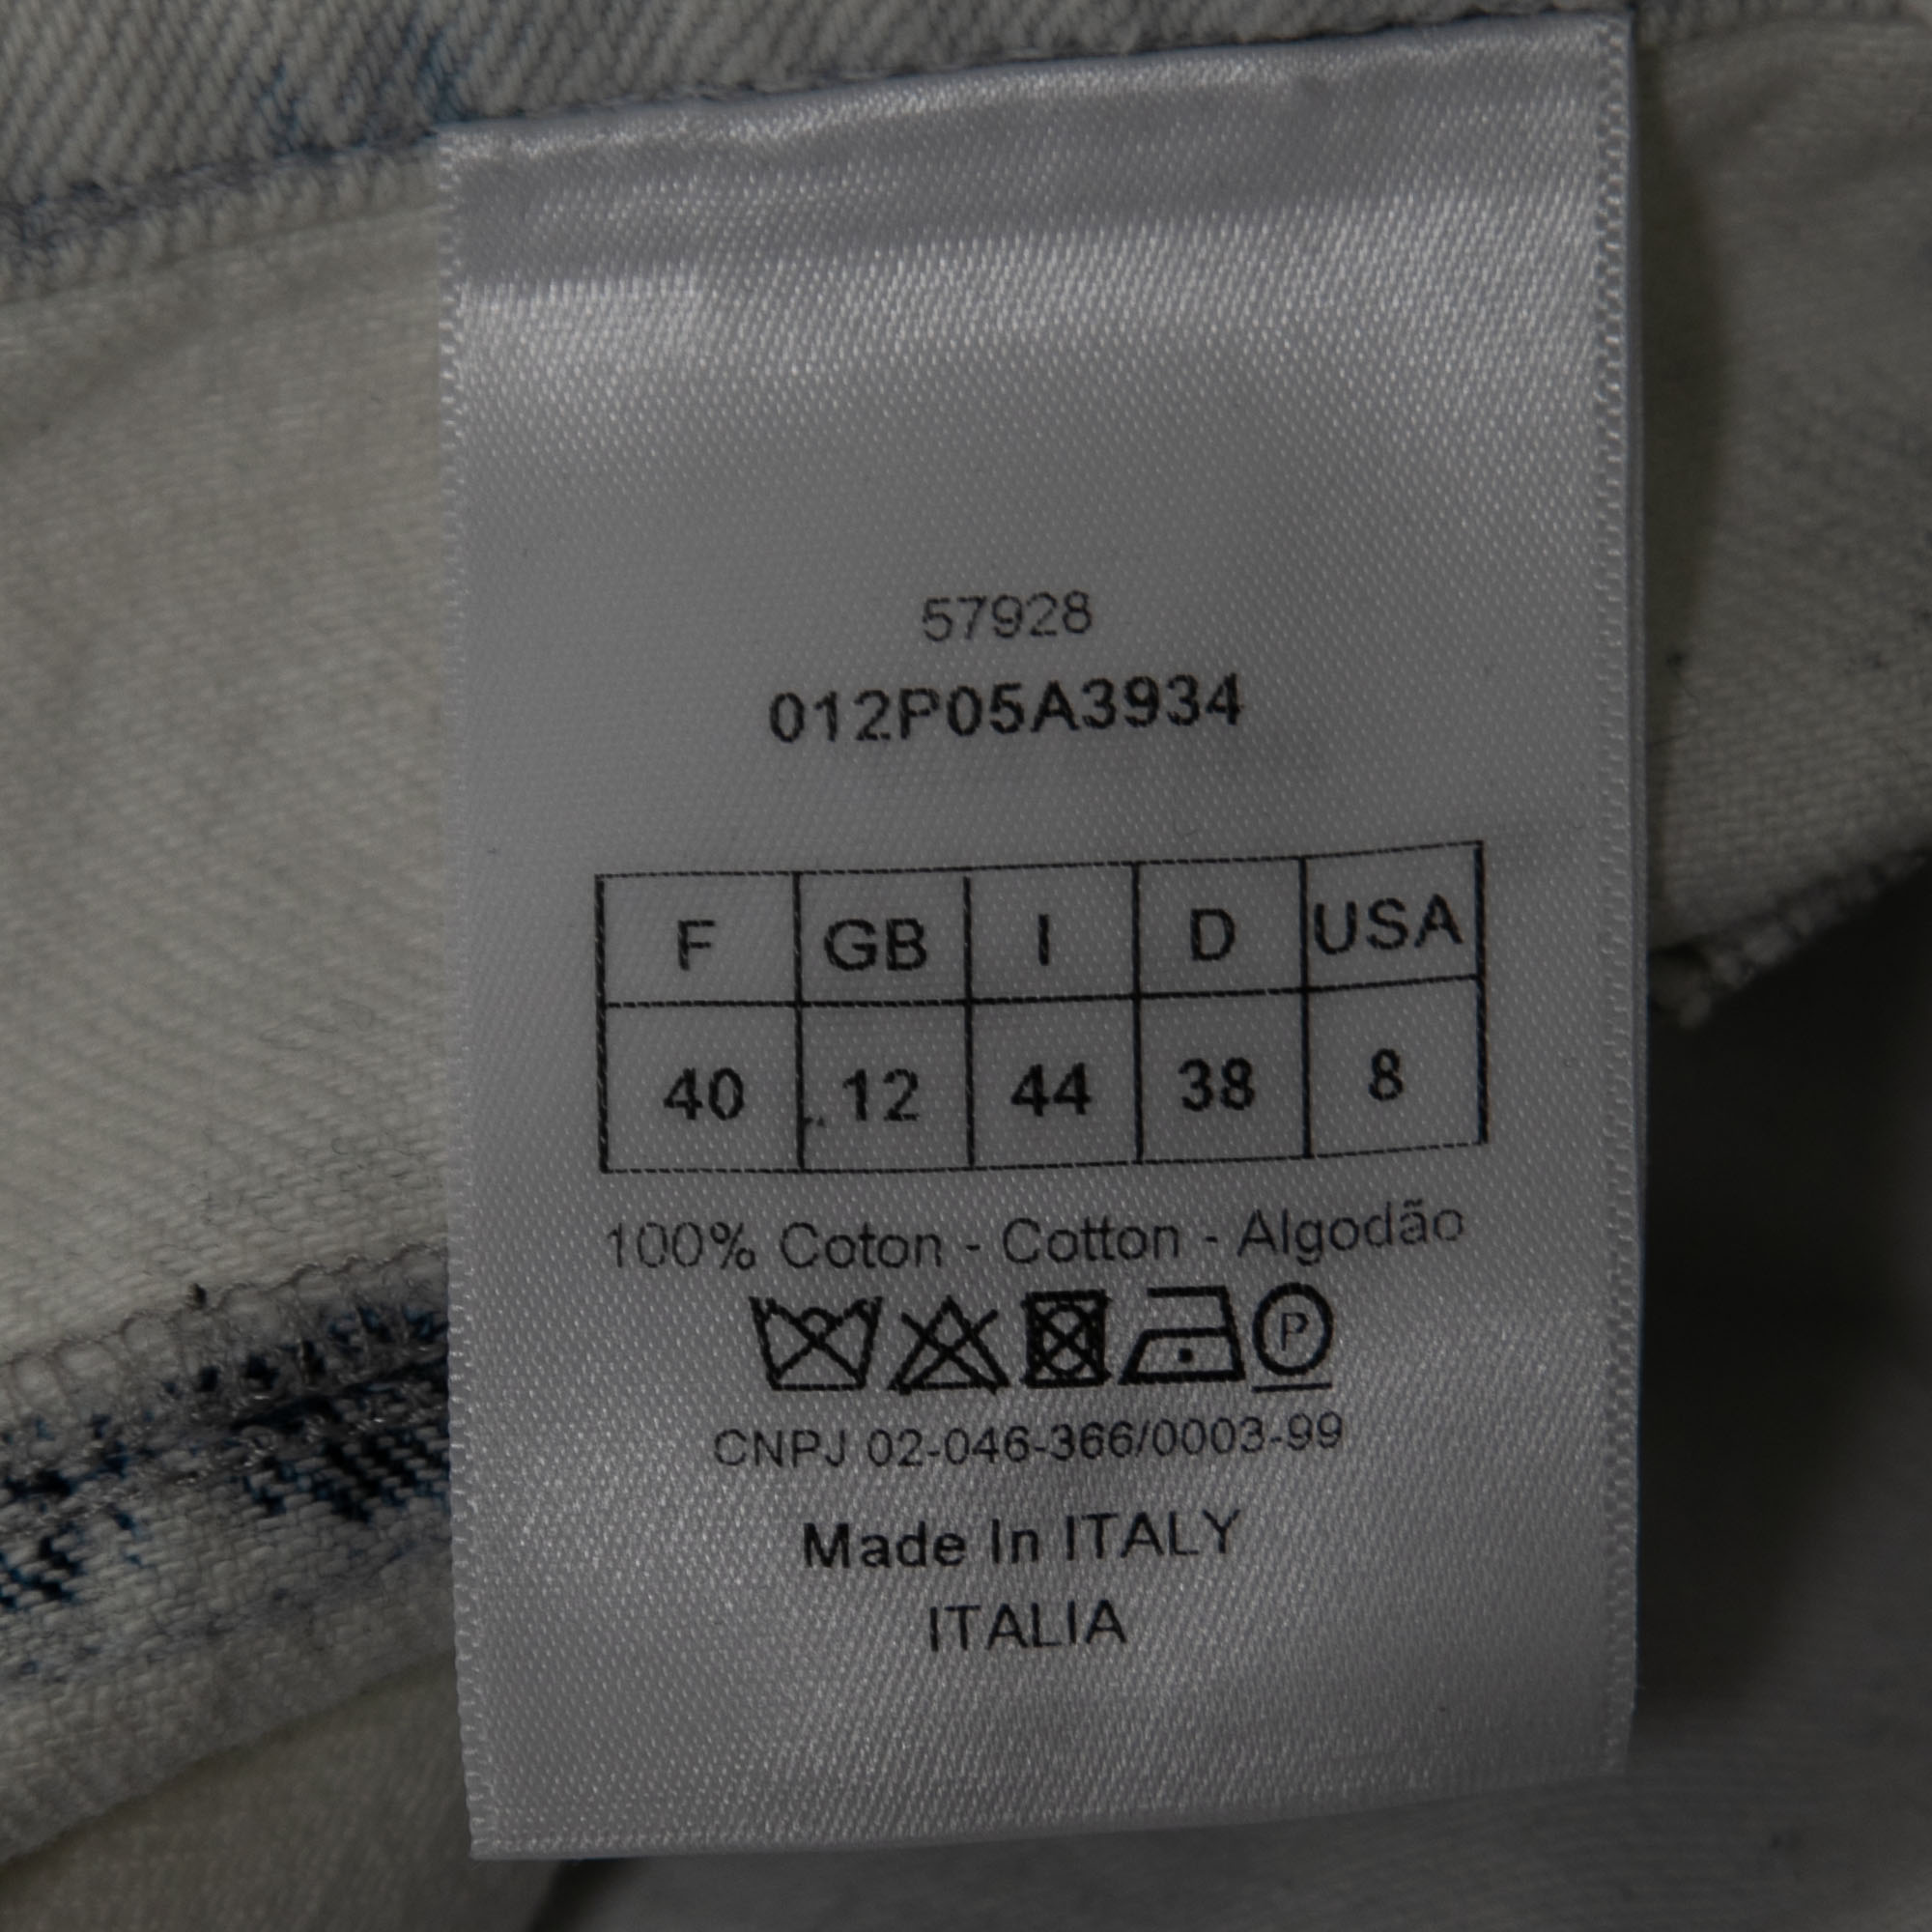 57928
012P05A3934
F GB I D USA
40 12 44 38 8
100% Coton - Cotton - Algodão
P
CNPJ 02-046-366/0003-99
Made In ITALY
ITALIA